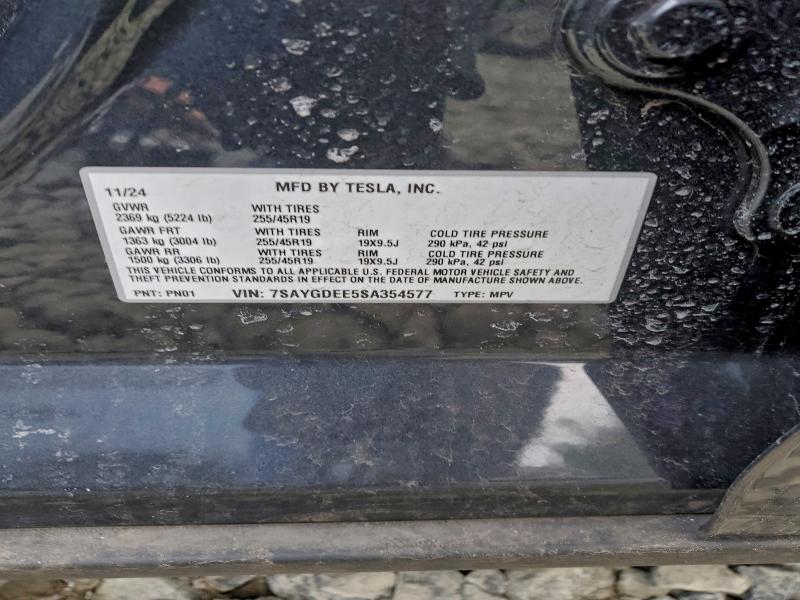 11/24 MFD BY TESLA, INC.
GVWR WITH TIRES
2369 kg (5224 lb) 255/45R19
GAWR FRT WITH TIRES RIM COLD TIRE PRESSURE
1363 kg (3004 lb) 255/45R19 19X9.5J 290 kPa, 42 psi
GAWR RR WITH TIRES RIM COLD TIRE PRESSURE
1500 kg (3306 lb) 255/45R19 19X9.5J 290 kPa, 42 psi
THIS VEHICLE CONFORMS TO ALL APPLICABLE U.S. FEDERAL MOTOR VEHICLE SAFETY AND
THEFT PREVENTION STANDARDS IN EFFECT ON THE DATE OF MANUFACTURE SHOWN ABOVE.
PNT: PN01 VIN: 7SAYGDEE5SA354577 TYPE: MPV